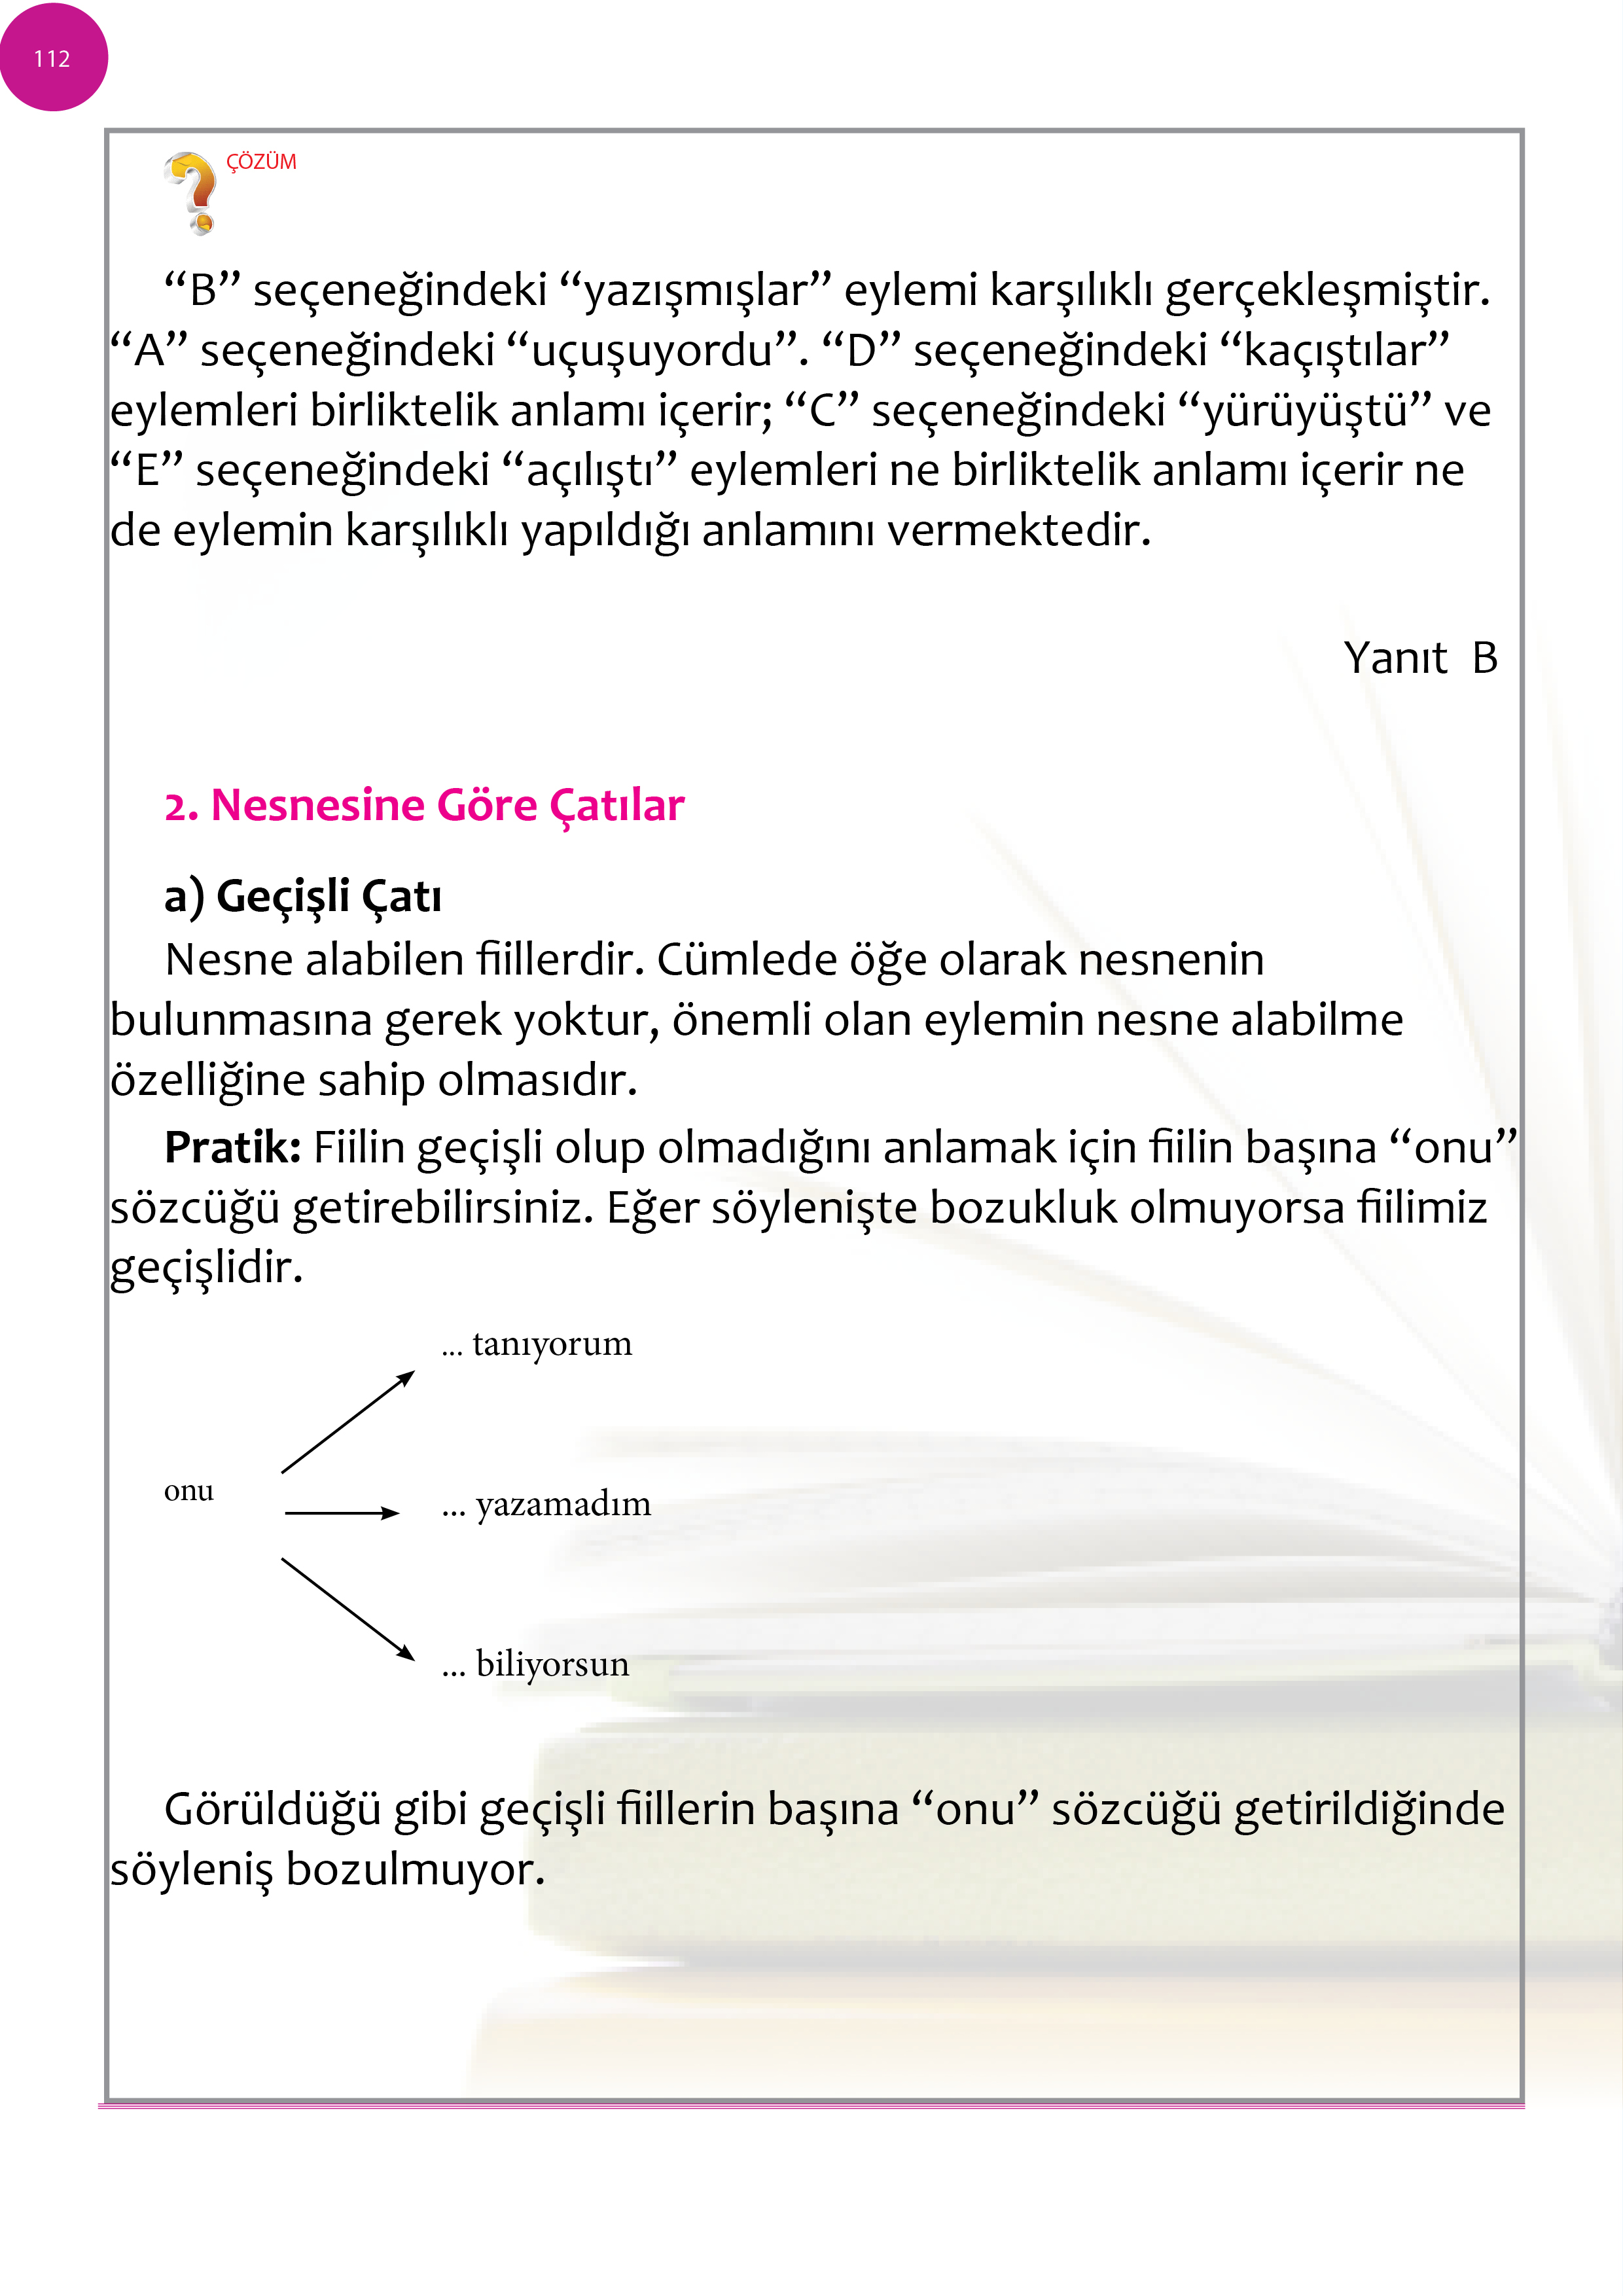 112
ÇÖZÜM
“B” seçeneğindeki “yazışmışlar” eylemi karşılıklı gerçekleşmiştir.
“A” seçeneğindeki “uçuşuyordu”. “D” seçeneğindeki “kaçıştılar”
eylemleri birliktelik anlamı içerir; “C” seçeneğindeki “yürüyüştü” ve
“E” seçeneğindeki “açılıştı” eylemleri ne birliktelik anlamı içerir ne
de eylemin karşılıklı yapıldığı anlamını vermektedir.
Yanıt B
2. Nesnesine Göre Çatılar
a) Geçişli Çatı
Nesne alabilen fiillerdir. Cümlede öğe olarak nesnenin
bulunmasına gerek yoktur, önemli olan eylemin nesne alabilme
özelliğine sahip olmasıdır.
Pratik: Fiilin geçişli olup olmadığını anlamak için fiilin başına “onu”
sözcüğü getirebilirsiniz. Eğer söylenişte bozukluk olmuyorsa fiilimiz
geçişlidir.
... tanıyorum
onu
... yazamadım
... biliyorsun
Görüldüğü gibi geçişli fiillerin başına “onu” sözcüğü getirildiğinde
söyleniş bozulmuyor.